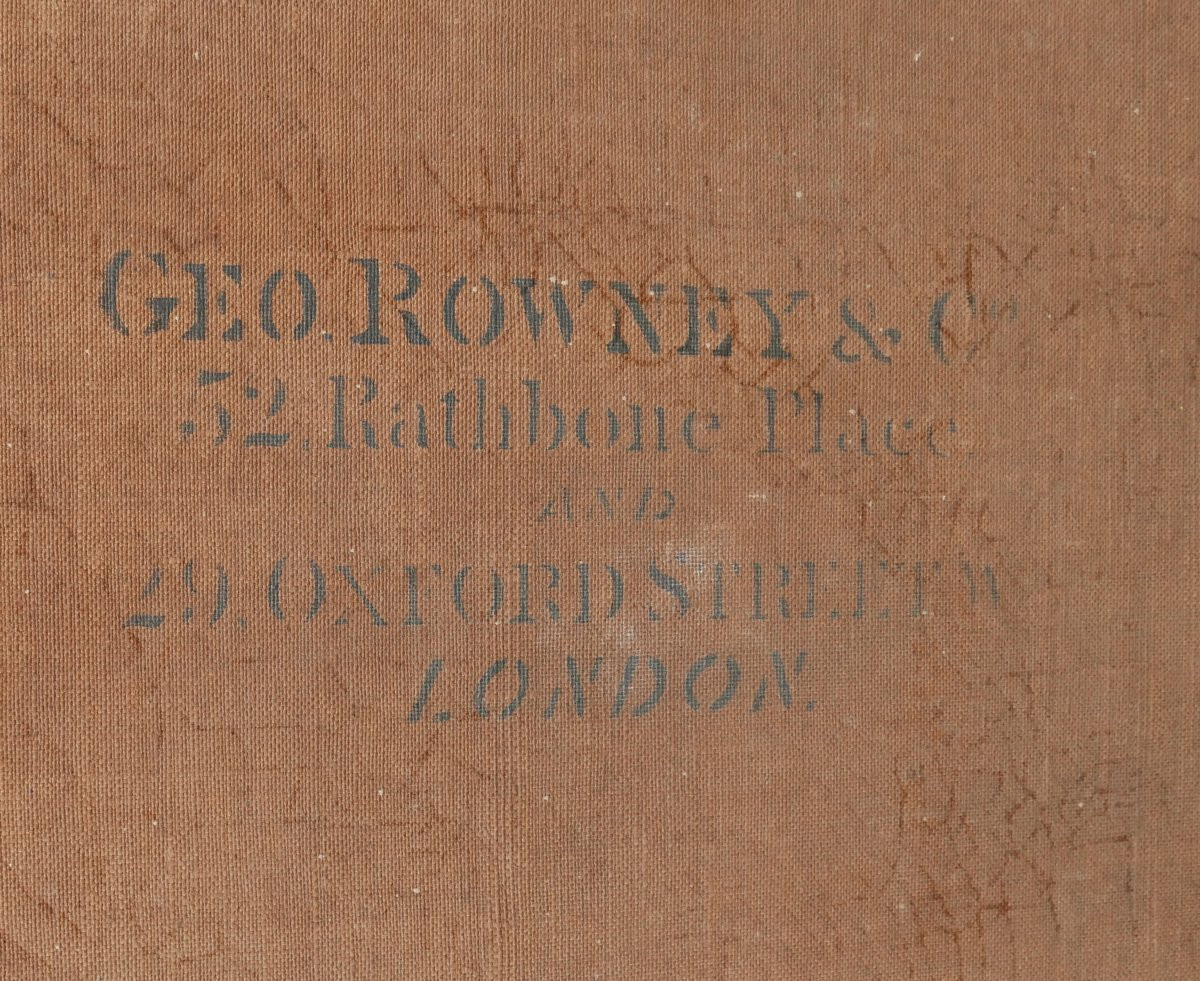 GEO. ROWNEY & Co
52, Rathbone Place,
AND
29, OXFORD STREET W
LONDON.